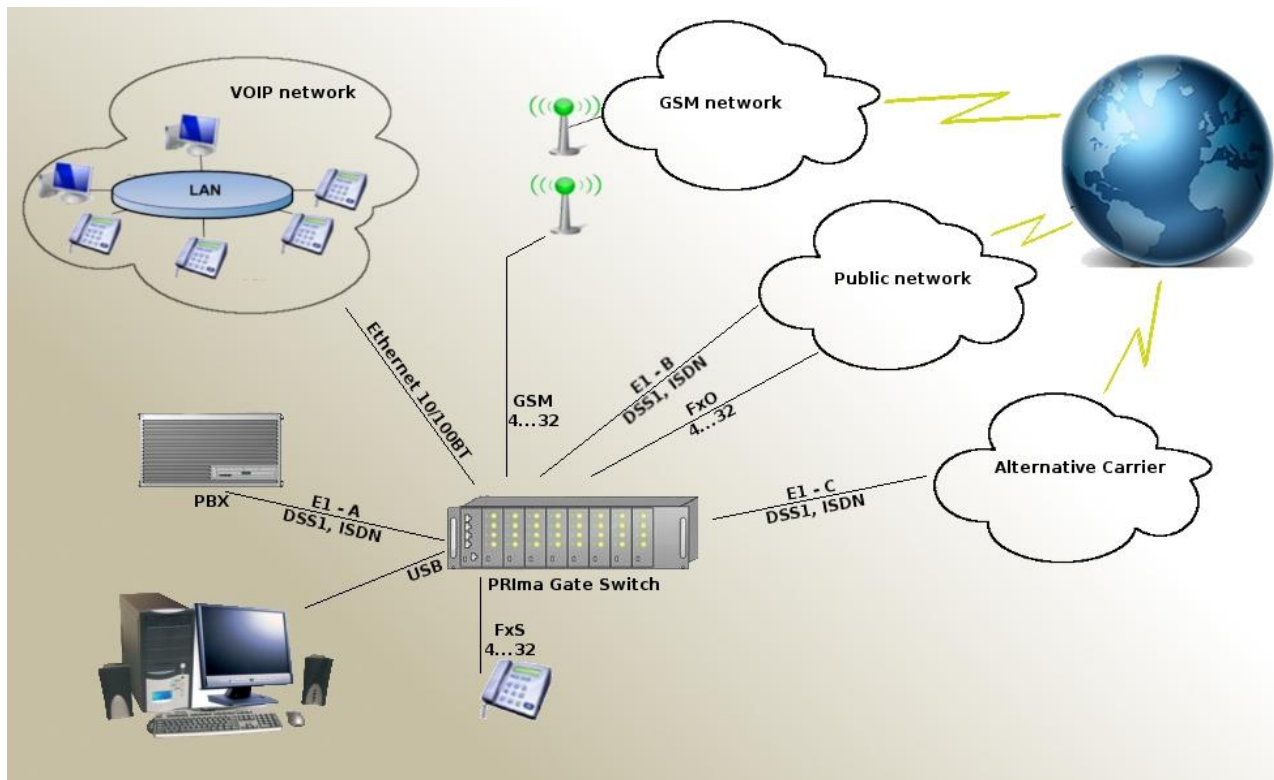 VOIP network
LAN
GSM network
Public network
Ethernet 10/100BT
GSM
4...32
E1 - B
DSS1, ISDN
FxO
4...32
Alternative Carrier
PBX
E1 - A
DSS1, ISDN
E1 - C
DSS1, ISDN
USB
PRIma Gate Switch
FxS
4...32